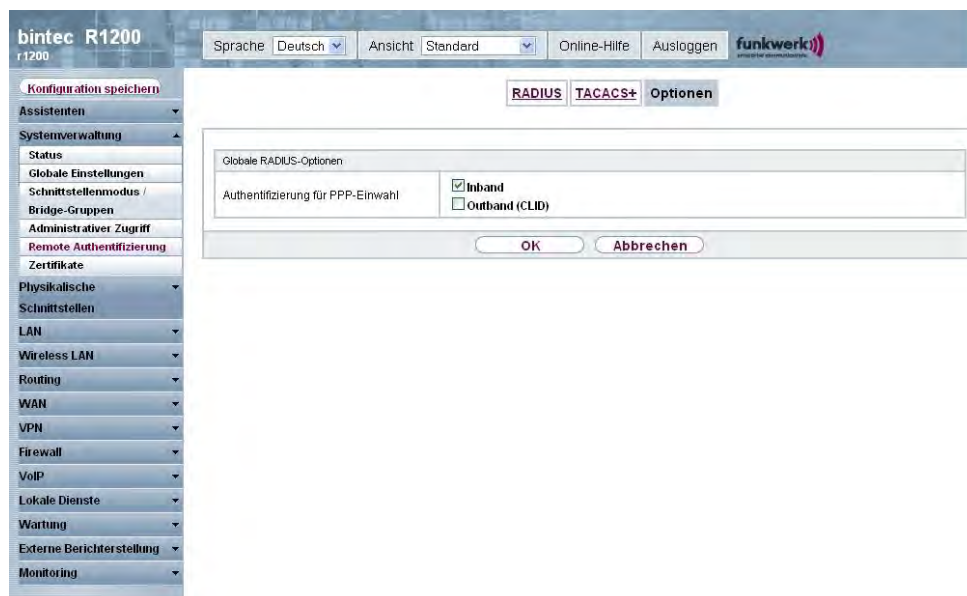 bintec R1200
r1200
Sprache Deutsch Ansicht Standard Online-Hilfe Ausloggen funkwerk
Konfiguration speichern
Assistenten
Systemverwaltung
Status
Globale Einstellungen
Schnittstellenmodus /
Bridge-Gruppen
Administrativer Zugriff
Remote Authentifizierung
Zertifikate
Physikalische
Schnittstellen
LAN
Wireless LAN
Routing
WAN
VPN
Firewall
VoIP
Lokale Dienste
Wartung
Externe Berichterstellung
Monitoring
RADIUS TACACS+ Optionen
Globale RADIUS-Optionen
Authentifizierung für PPP-Einwahl
Inband
Outband (CLID)
OK Abbrechen